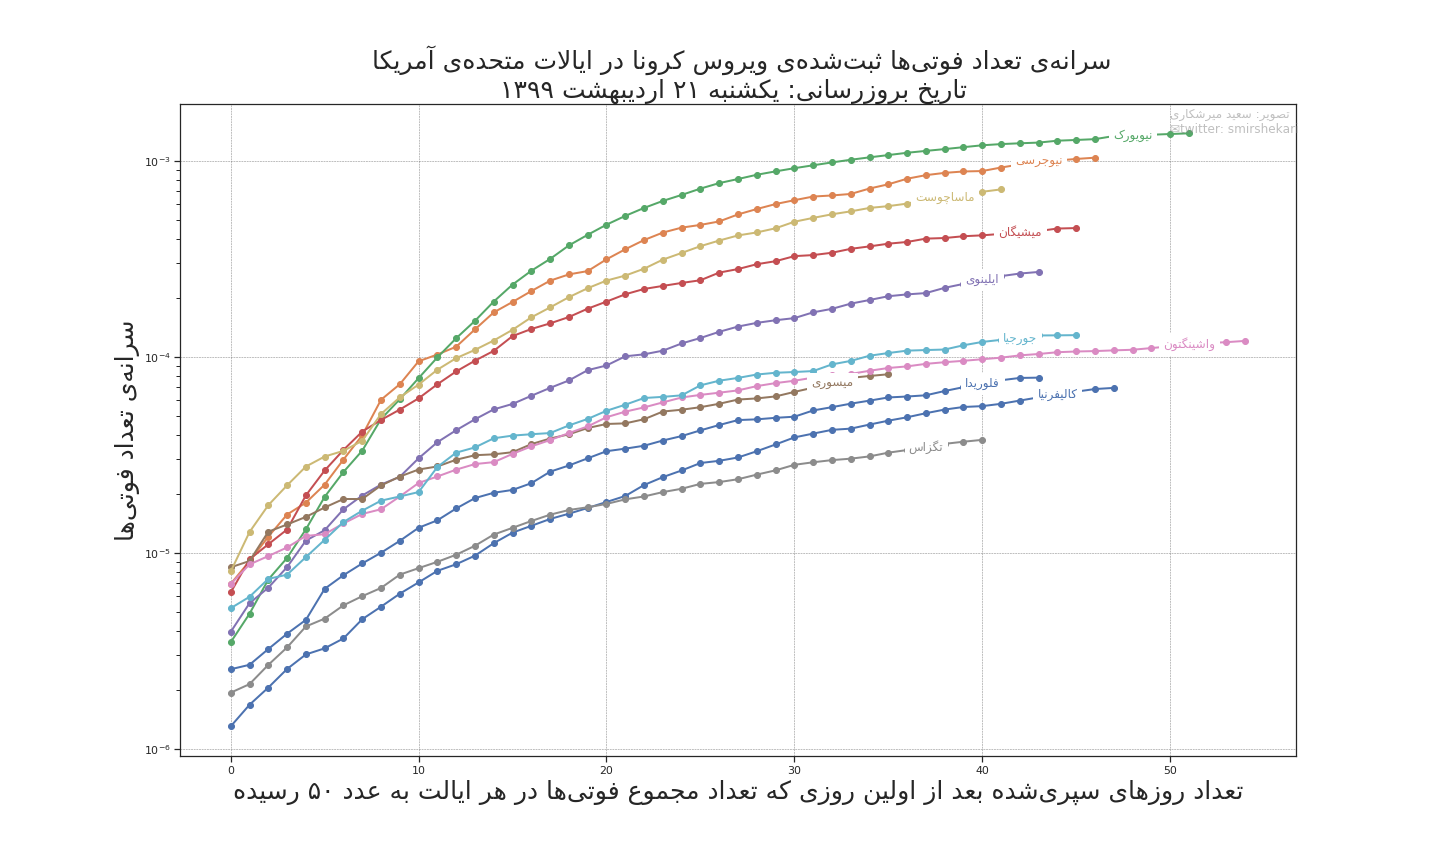 سرانه‌ی تعداد فوتی‌ها ثبت‌شده‌ی ویروس کرونا در ایالات متحده‌ی آمریکا
تاریخ بروزرسانی: یکشنبه ۲۱ اردیبهشت ۱۳۹۹
تصویر: سعید میرشکاری
✉twitter: smirshekari
سرانه‌ی تعداد فوتی‌ها
10⁻³
10⁻⁴
10⁻⁵
10⁻⁶
نیویورک
نیوجرسی
ماساچوست
میشیگان
ایلینوی
جورجیا
واشینگتون
میسوری
فلوریدا
کالیفرنیا
تگزاس
0 10 20 30 40 50
تعداد روزهای سپری‌شده بعد از اولین روزی که تعداد مجموع فوتی‌ها در هر ایالت به عدد ۵۰ رسیده